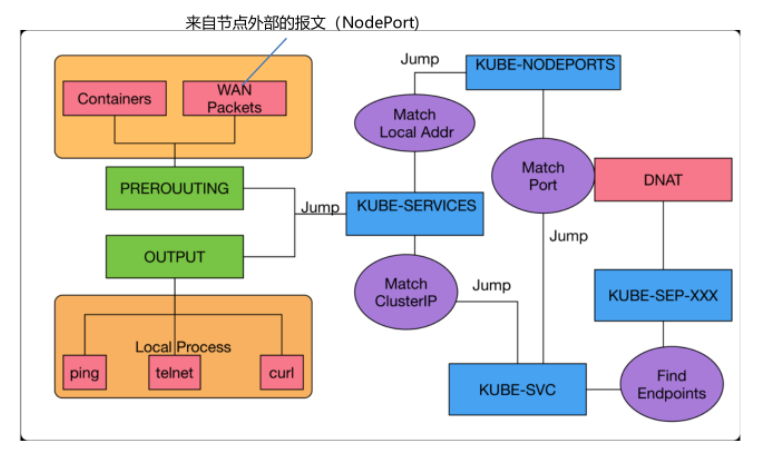 来自节点外部的报文（NodePort)
Containers
WAN
Packets
PREROUUTING
OUTPUT
Local Process
ping
telnet
curl
Jump
KUBE-SERVICES
Match
Local Addr
Jump
KUBE-NODEPORTS
Match
ClusterIP
Jump
Match
Port
Jump
KUBE-SVC
Find
Endpoints
KUBE-SEP-XXX
DNAT